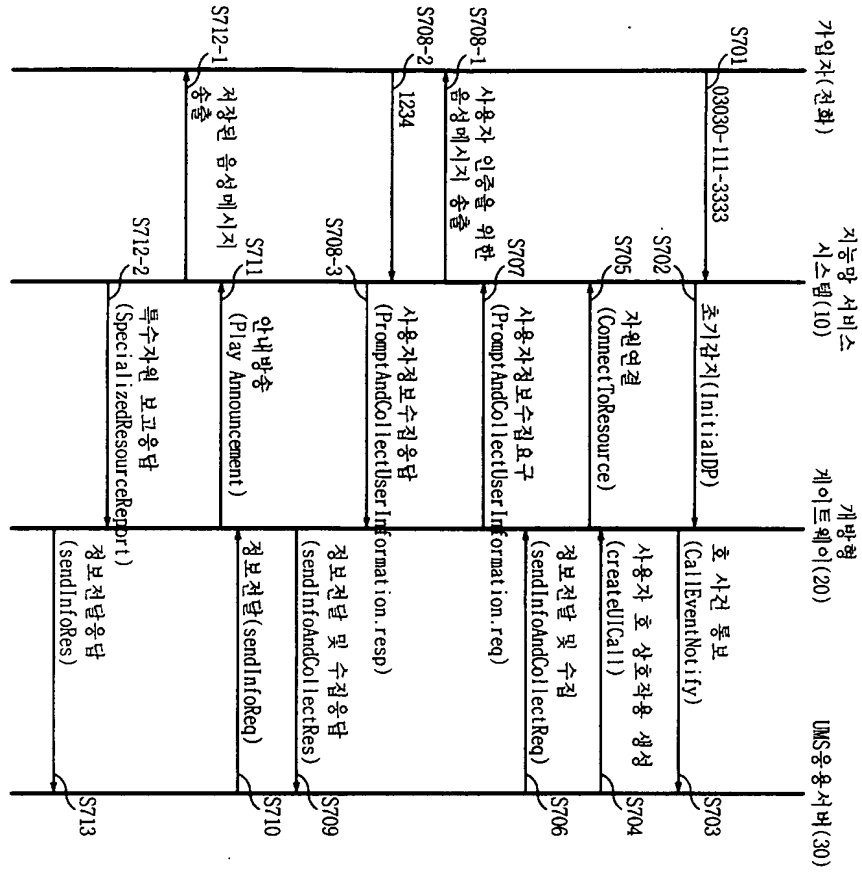 가입자(전화)
지능망 서비스
시스템(10)
개방형
게이트웨이(20)
UMS응용서버(30)
S701
03030-111-3333
S702
초기감지(InitialDP)
호 사건 통보
(CallEventNotify)
S703
사용자 호 상호작용 생성
(createUICall)
S704
S705
자원연결
(ConnectToResource)
정보전달 및 수집
(sendInfoAndCollectReq)
S706
S707
사용자정보수집요구
(PromptAndCollectUserInformation.req)
S708-1
사용자 인증을 위한
음성메시지 송출
S708-2
1234
S708-3
사용자정보수집응답
(PromptAndCollectUserInformation.resp)
정보전달 및 수집응답
(sendInfoAndCollectRes)
S709
정보전달(sendInfoReq)
S710
S711
안내방송
(Play Announcement)
S712-1
저장된 음성메시지
송출
S712-2
특수자원 보고응답
(SpecializedResourceReport)
정보전달응답
(sendInfoRes)
S713